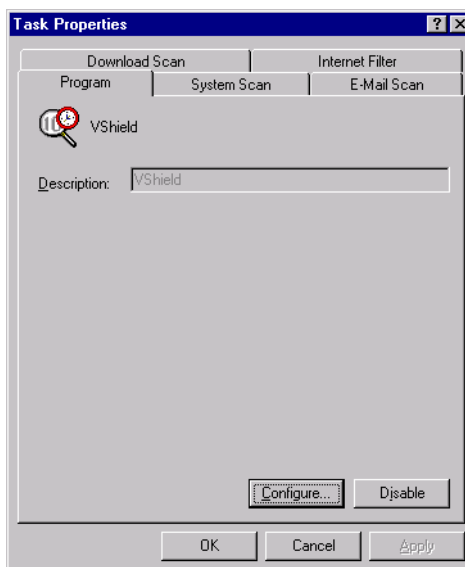 Task Properties
Download Scan Internet Filter
Program System Scan E-Mail Scan
VShield
Description: VShield
Configure... Disable
OK Cancel Apply